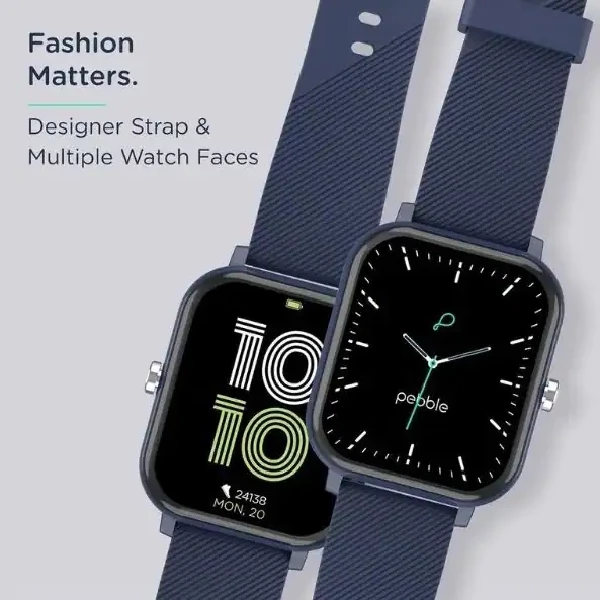 Fashion
Matters.
Designer Strap &
Multiple Watch Faces
10
10
24138
MON, 20
pebble